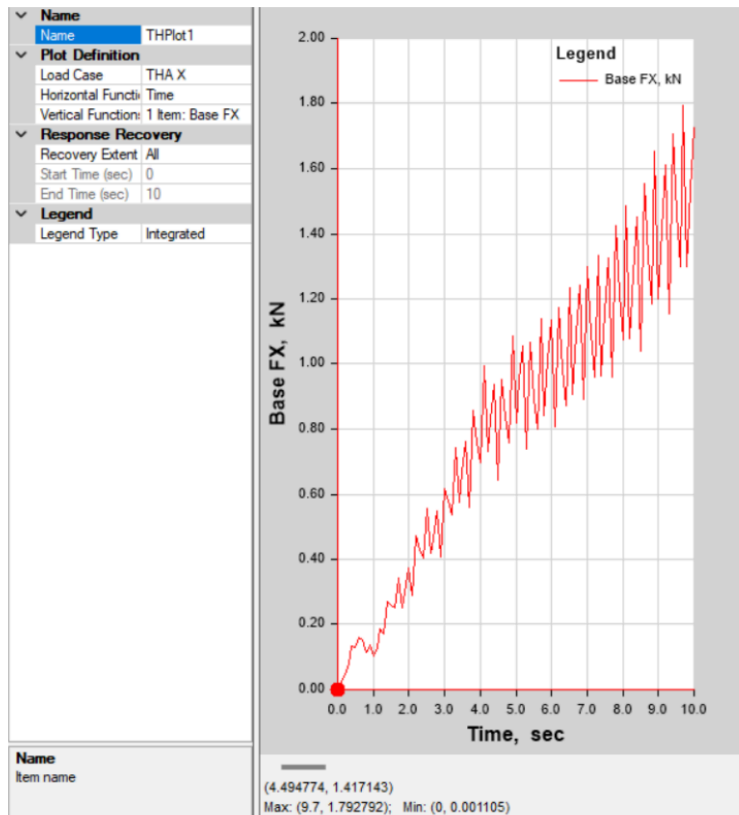 Name
Name THPlot1
Plot Definition
Load Case THA X
Horizontal Functi Time
Vertical Function: 1 Item: Base FX
Response Recovery
Recovery Extent All
Start Time (sec) 0
End Time (sec) 10
Legend
Legend Type Integrated
Name
Item name
Legend
Base FX, kN
2.00
1.80
1.60
1.40
1.20
1.00
0.80
0.60
0.40
0.20
0.00
Base FX, kN
0.0 1.0 2.0 3.0 4.0 5.0 6.0 7.0 8.0 9.0 10.0
Time, sec
(4.494774, 1.417143)
Max: (9.7, 1.792792); Min: (0, 0.001105)